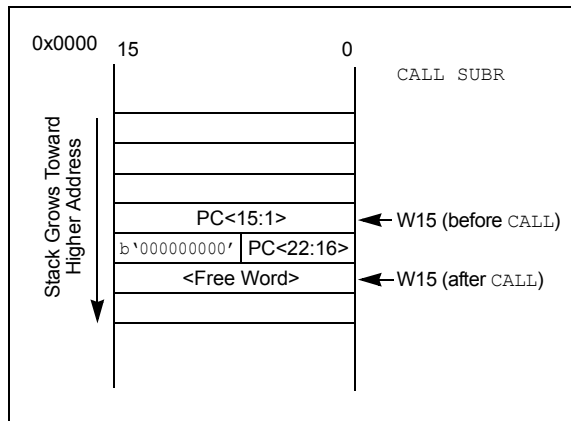 0x0000 15 0
CALL SUBR
Stack Grows Toward
Higher Address
PC<15:1> W15 (before CALL)
b‘000000000’ PC<22:16>
<Free Word> W15 (after CALL)